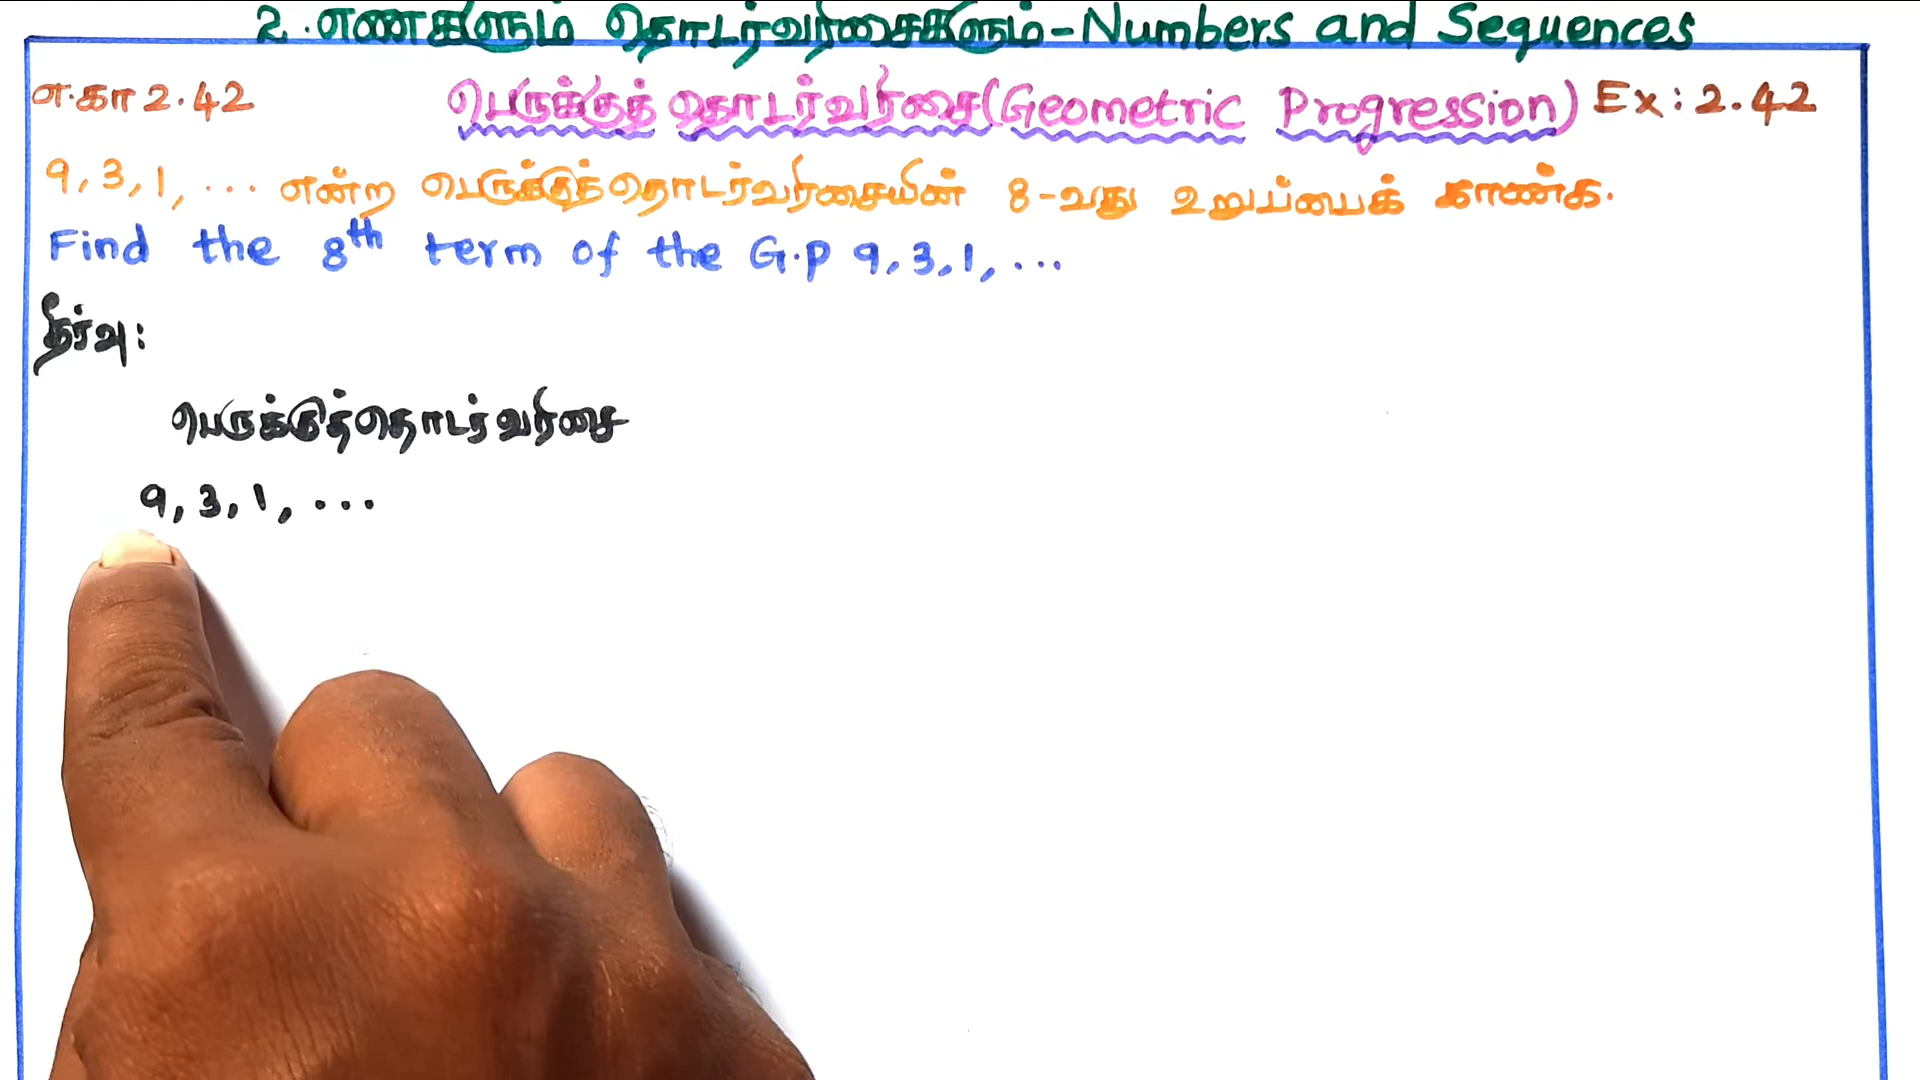 2. எண்களும் தொடர்வரிசைகளும்-Numbers and Sequences
எ.கா 2.42 பெருக்குத் தொடர்வரிசை(Geometric Progression) Ex: 2.42
9, 3, 1, ... என்ற பெருக்குத்தொடர்வரிசையின் 8-வது உறுப்பைக் காண்க.
Find the 8th term of the G.P 9, 3, 1, ...
தீர்வு:
பெருக்குத்தொடர் வரிசை
9, 3, 1, ...